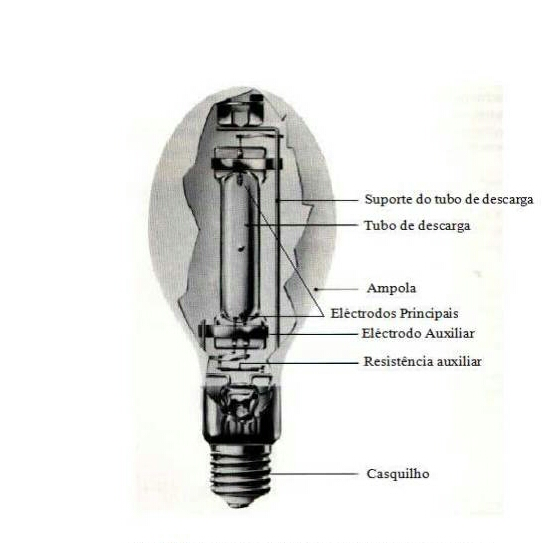 Suporte do tubo de descarga
Tubo de descarga
Ampola
Eléctrodos Principais
Eléctrodo Auxiliar
Resistência auxiliar
Casquilho